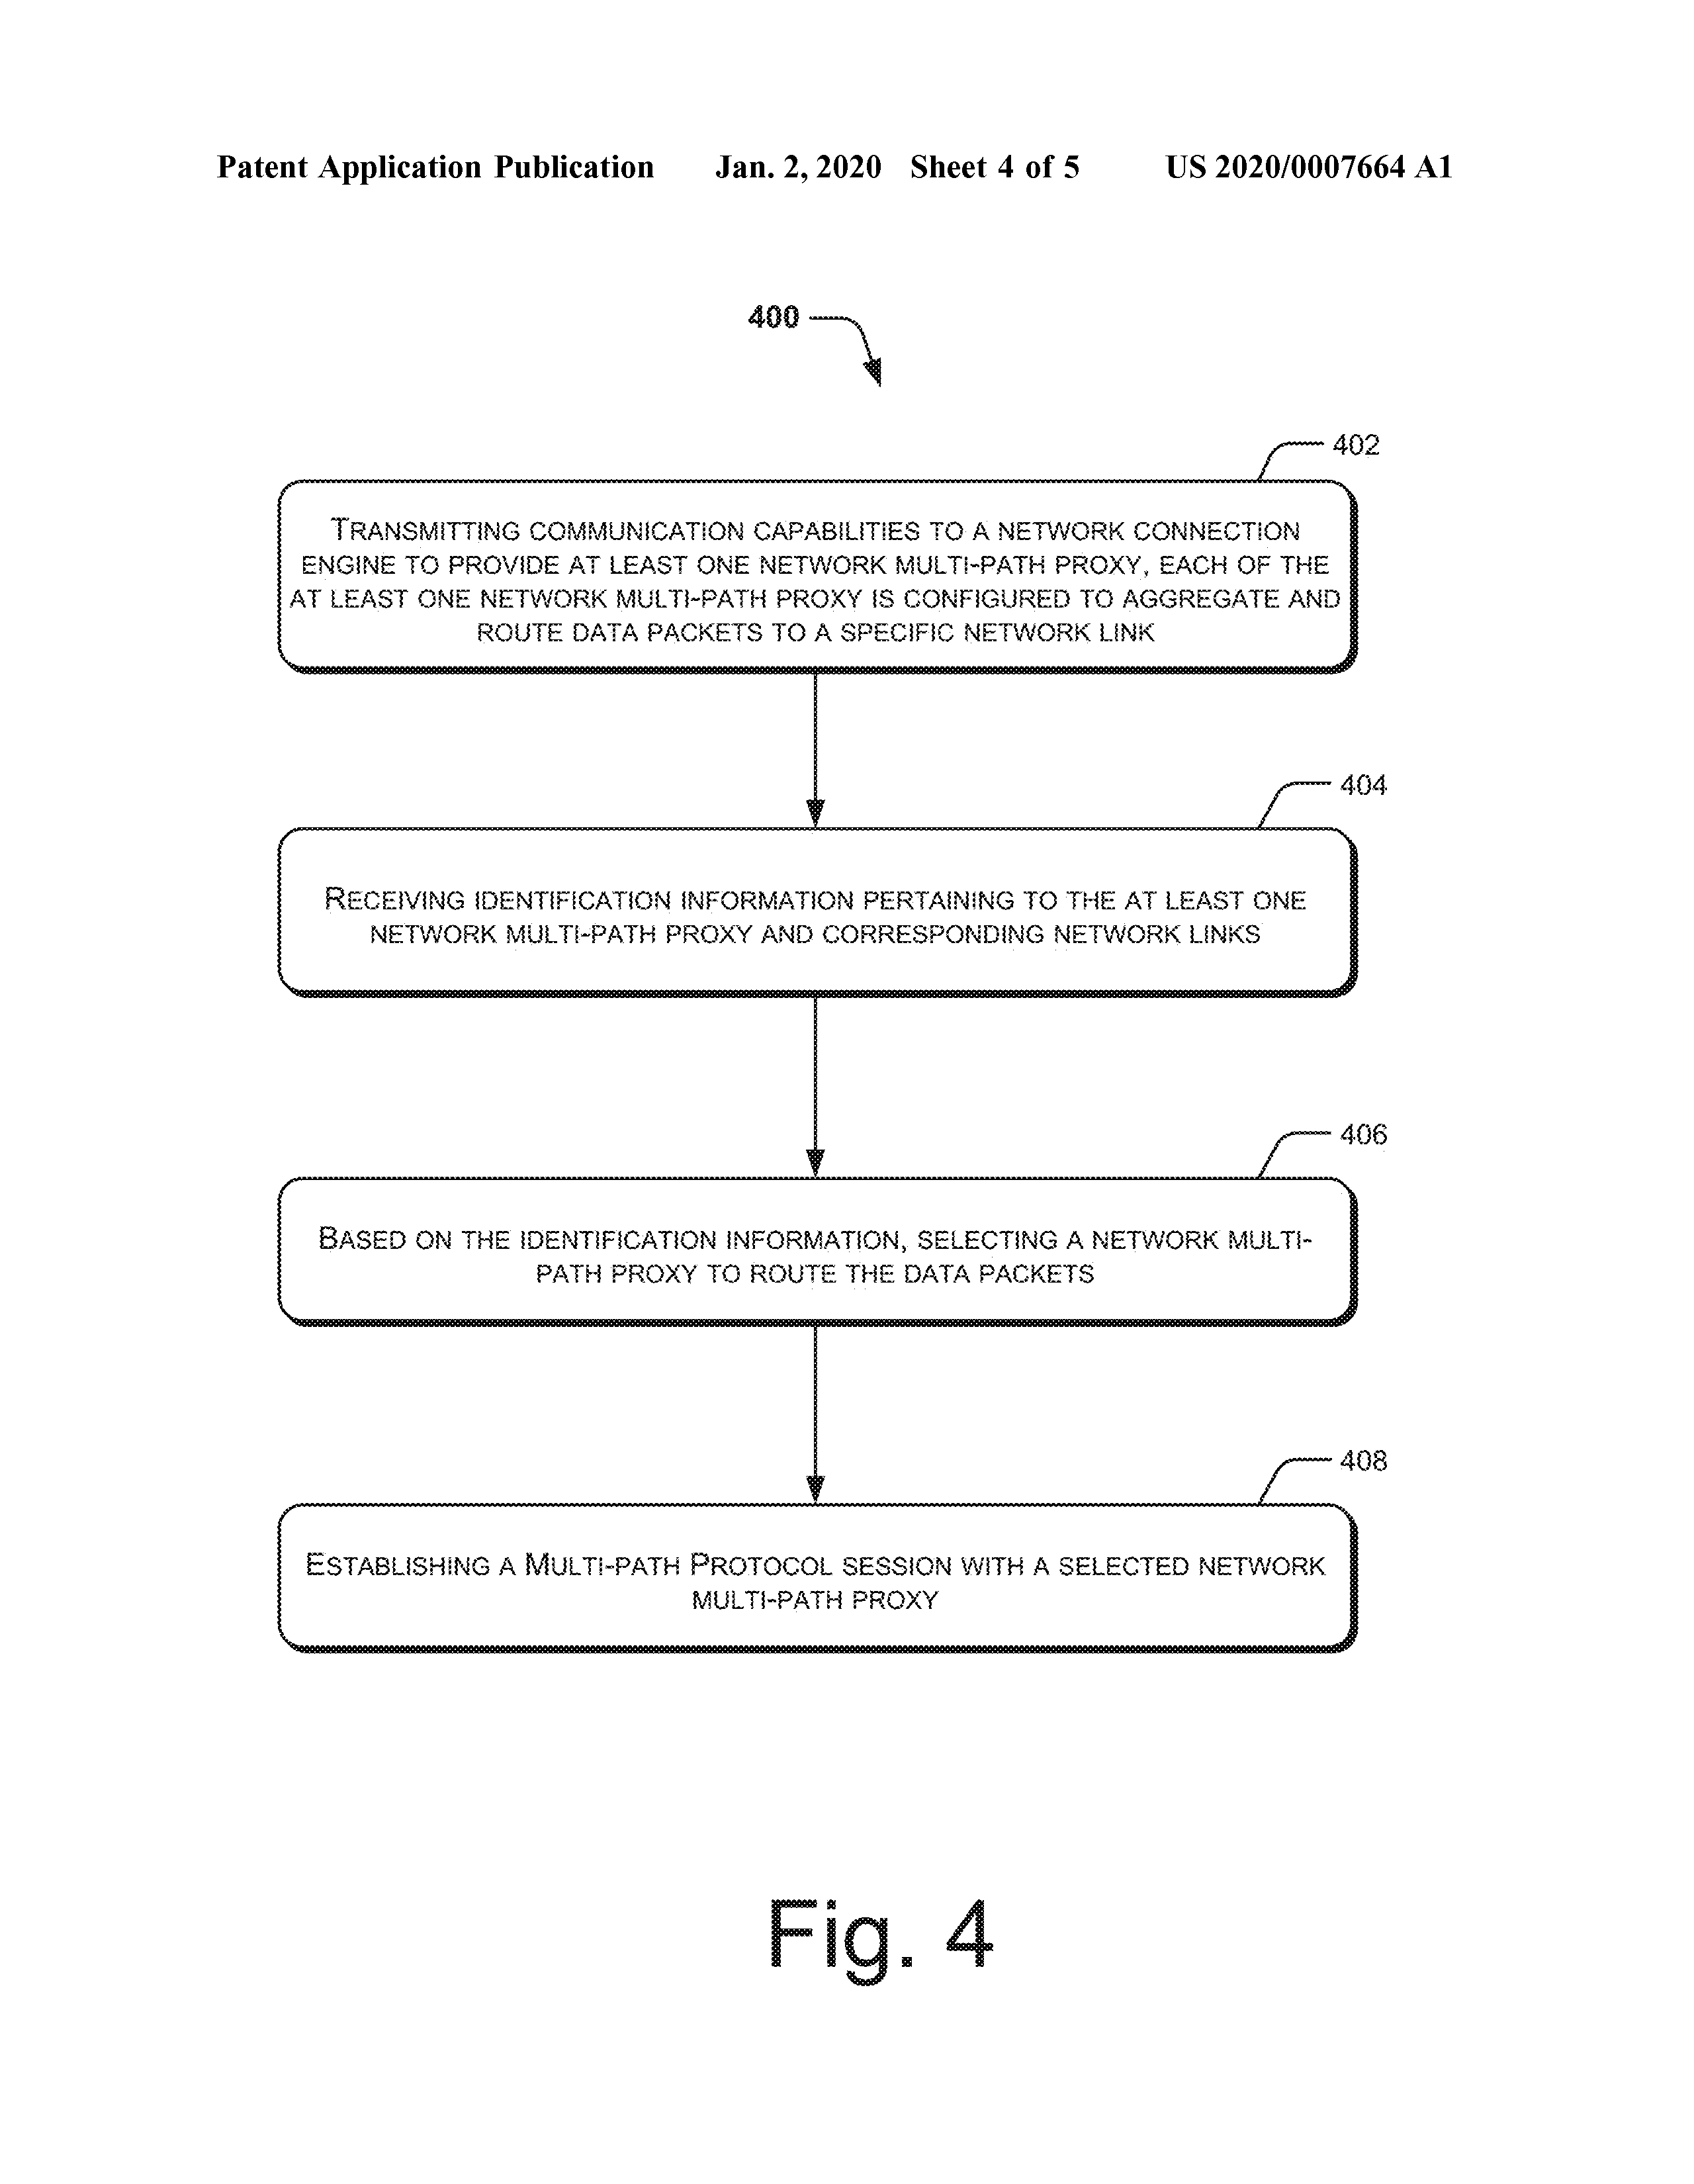 Patent Application Publication Jan. 2, 2020 Sheet 4 of 5 US 2020/0007664 A1
400
402
TRANSMITTING COMMUNICATION CAPABILITIES TO A NETWORK CONNECTION
ENGINE TO PROVIDE AT LEAST ONE NETWORK MULTI-PATH PROXY, EACH OF THE
AT LEAST ONE NETWORK MULTI-PATH PROXY IS CONFIGURED TO AGGREGATE AND
ROUTE DATA PACKETS TO A SPECIFIC NETWORK LINK
404
RECEIVING IDENTIFICATION INFORMATION PERTAINING TO THE AT LEAST ONE
NETWORK MULTI-PATH PROXY AND CORRESPONDING NETWORK LINKS
406
BASED ON THE IDENTIFICATION INFORMATION, SELECTING A NETWORK MULTI-
PATH PROXY TO ROUTE THE DATA PACKETS
408
ESTABLISHING A MULTI-PATH PROTOCOL SESSION WITH A SELECTED NETWORK
MULTI-PATH PROXY
Fig. 4